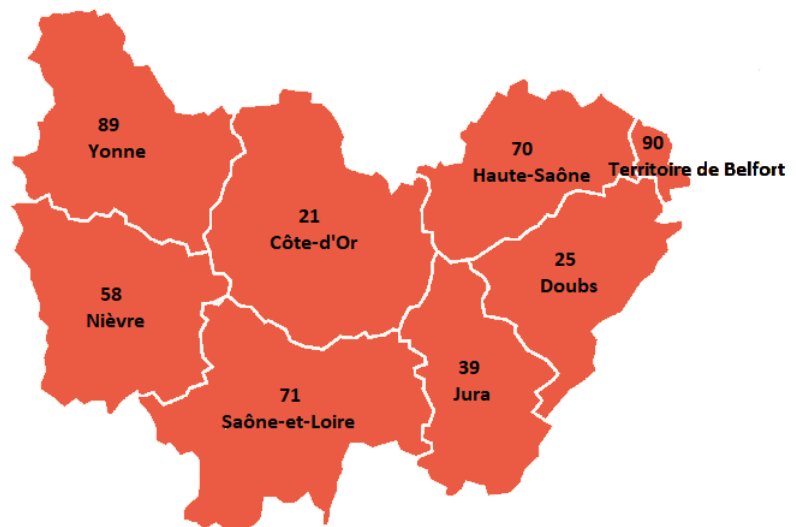 89
Yonne
70
Haute-Saône
90
Territoire de Belfort
21
Côte-d'Or
25
Doubs
58
Nièvre
39
Jura
71
Saône-et-Loire